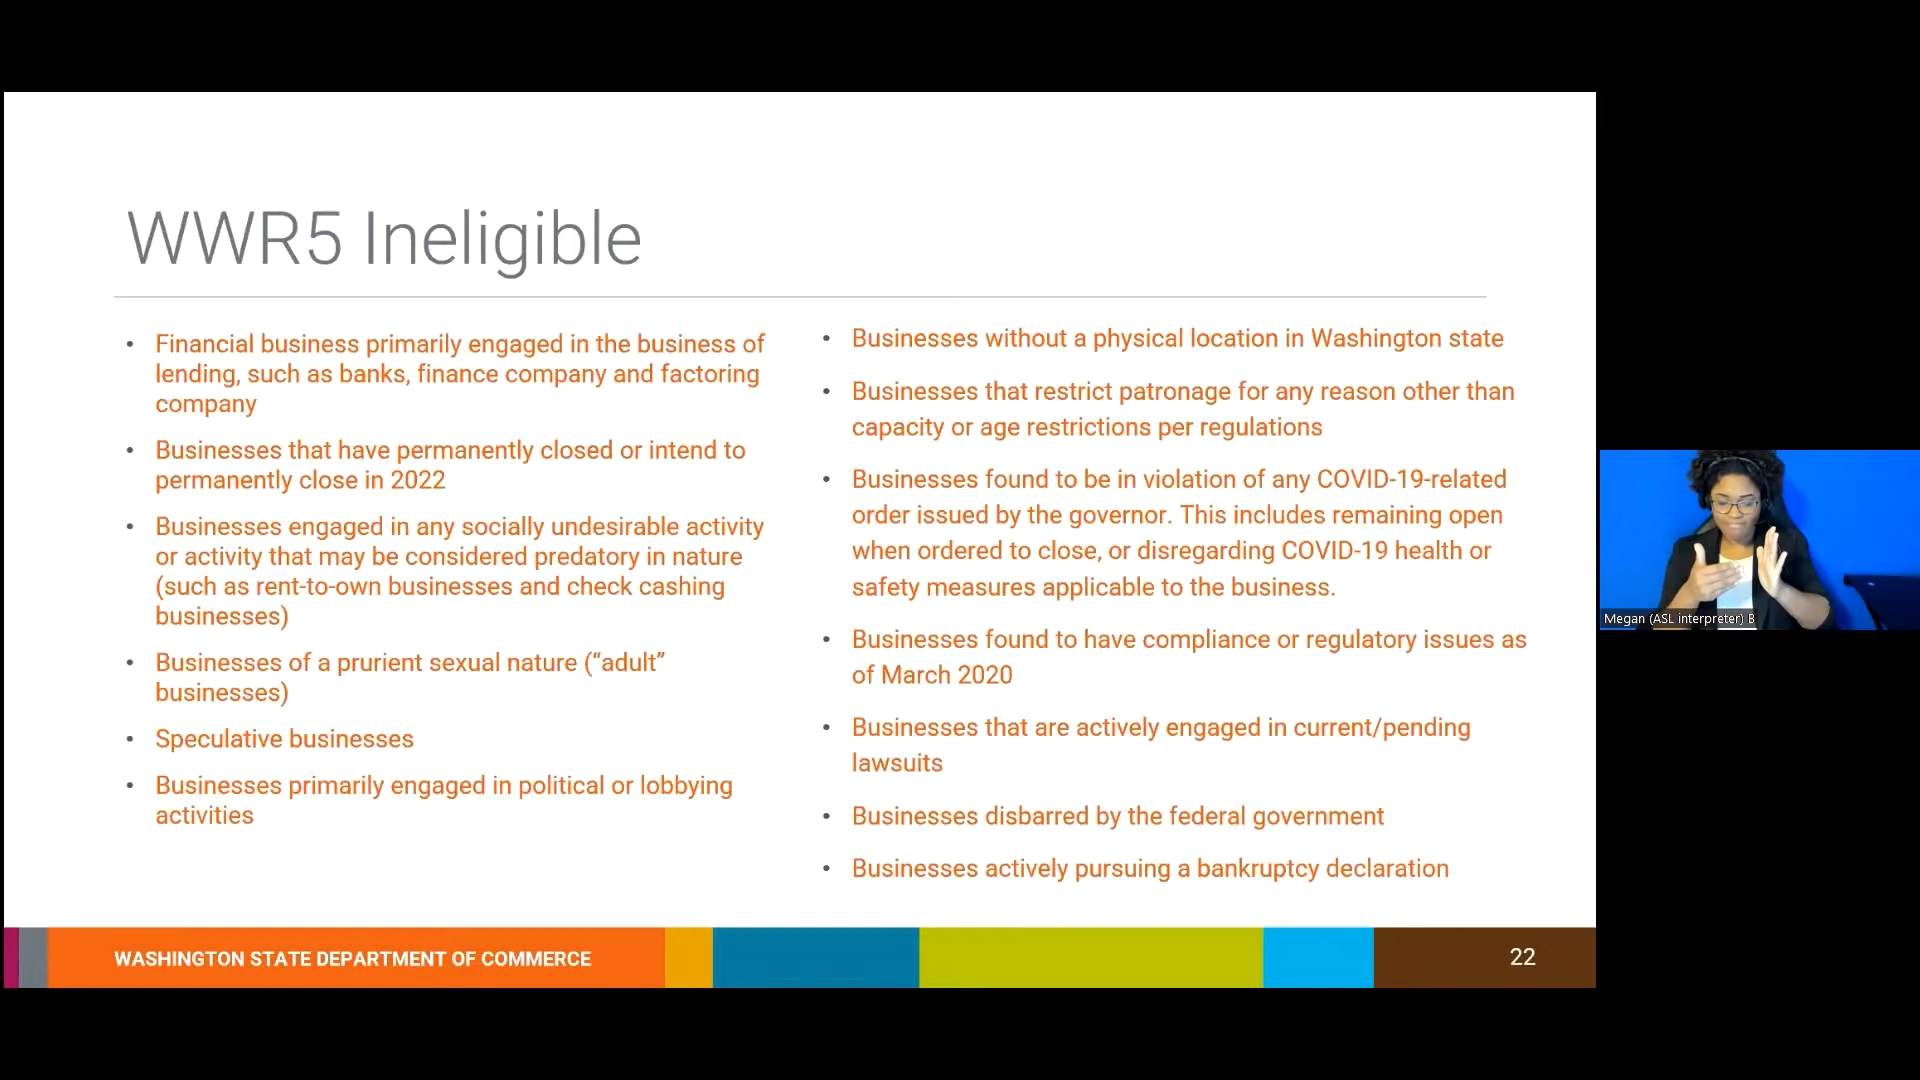 WWR5 Ineligible
Financial business primarily engaged in the business of
lending, such as banks, finance company and factoring
company
Businesses that have permanently closed or intend to
permanently close in 2022
Businesses engaged in any socially undesirable activity
or activity that may be considered predatory in nature
(such as rent-to-own businesses and check cashing
businesses)
Businesses of a prurient sexual nature (“adult”
businesses)
Speculative businesses
Businesses primarily engaged in political or lobbying
activities
Businesses without a physical location in Washington state
Businesses that restrict patronage for any reason other than
capacity or age restrictions per regulations
Businesses found to be in violation of any COVID-19-related
order issued by the governor. This includes remaining open
when ordered to close, or disregarding COVID-19 health or
safety measures applicable to the business.
Businesses found to have compliance or regulatory issues as
of March 2020
Businesses that are actively engaged in current/pending
lawsuits
Businesses disbarred by the federal government
Businesses actively pursuing a bankruptcy declaration
Megan (ASL interpreter) B
WASHINGTON STATE DEPARTMENT OF COMMERCE
22